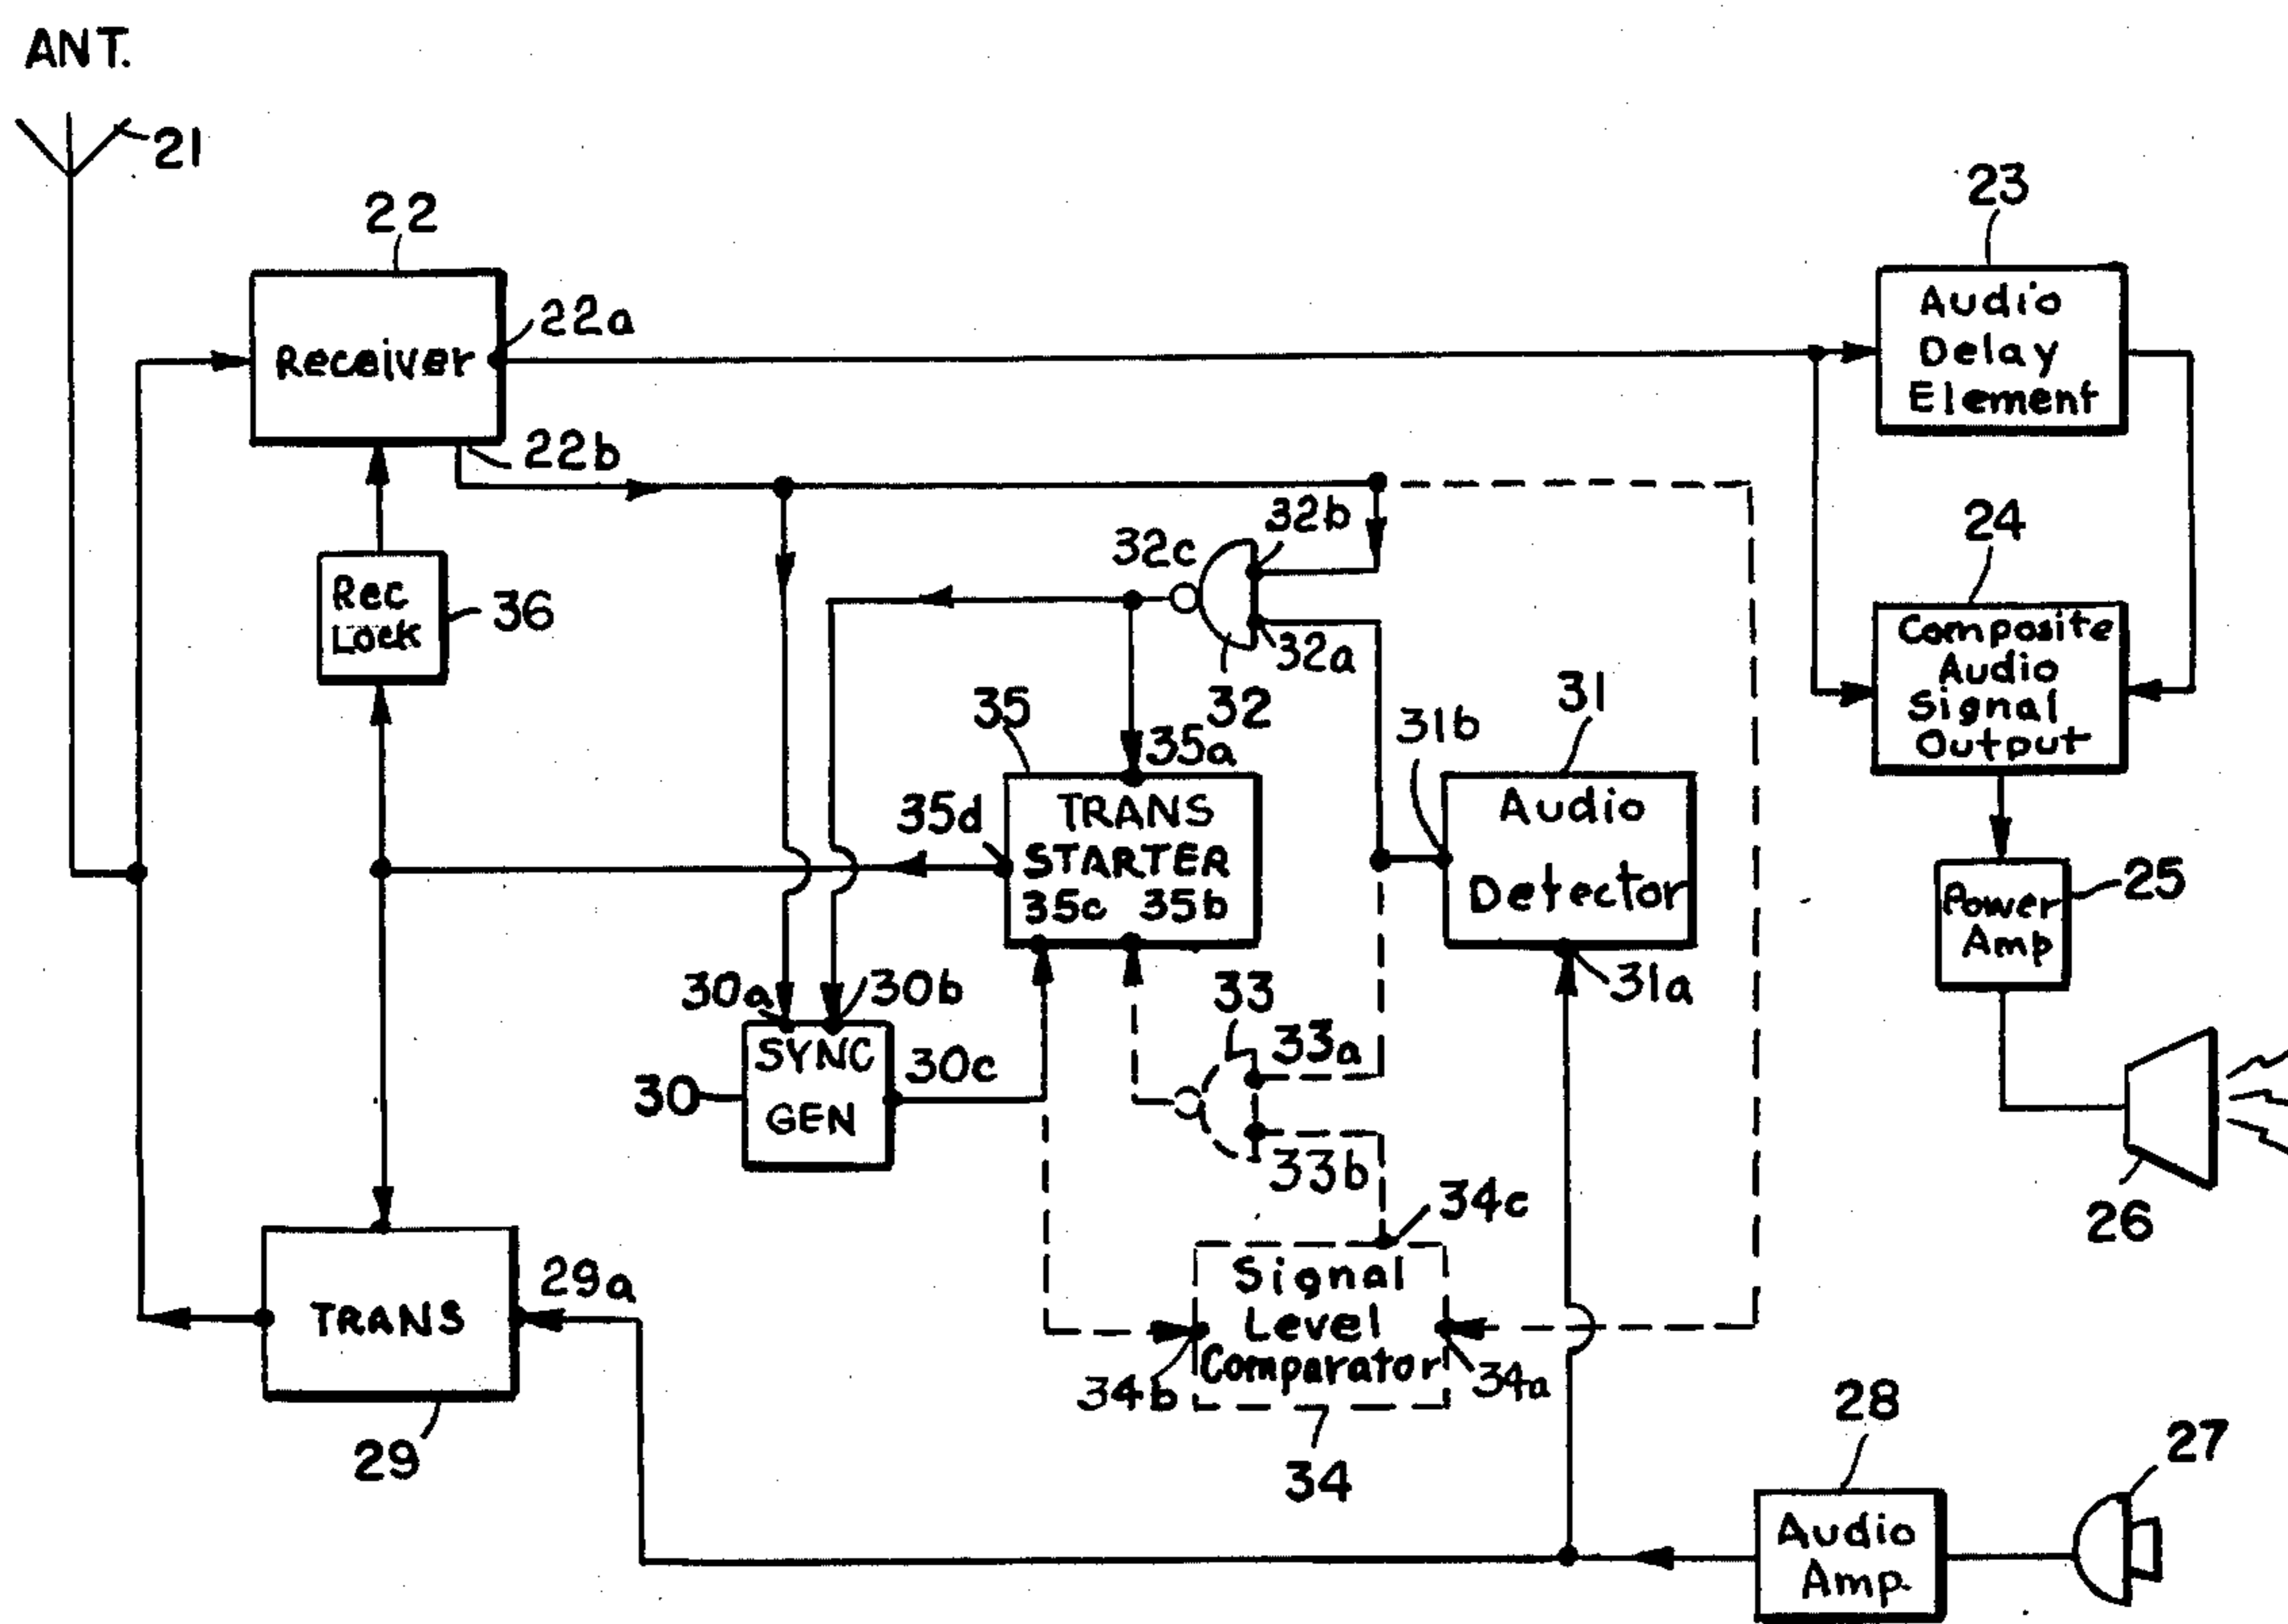 ANT.
21
22
Receiver
22a
22b
23
Audio
Delay
Element
24
Composite
Audio
Signal
Output
Rec
Lock
36
32c
32b
32a
32
35
35a
35d
TRANS
STARTER
35c 35b
31b
31
Audio
Detector
31a
Power
Amp
25
26
30a
30b
SYNC
GEN
30
30c
33
33a
33b
34c
Signal
Level
Comparator
34b
34a
34
TRANS
29a
29
28
Audio
Amp.
27